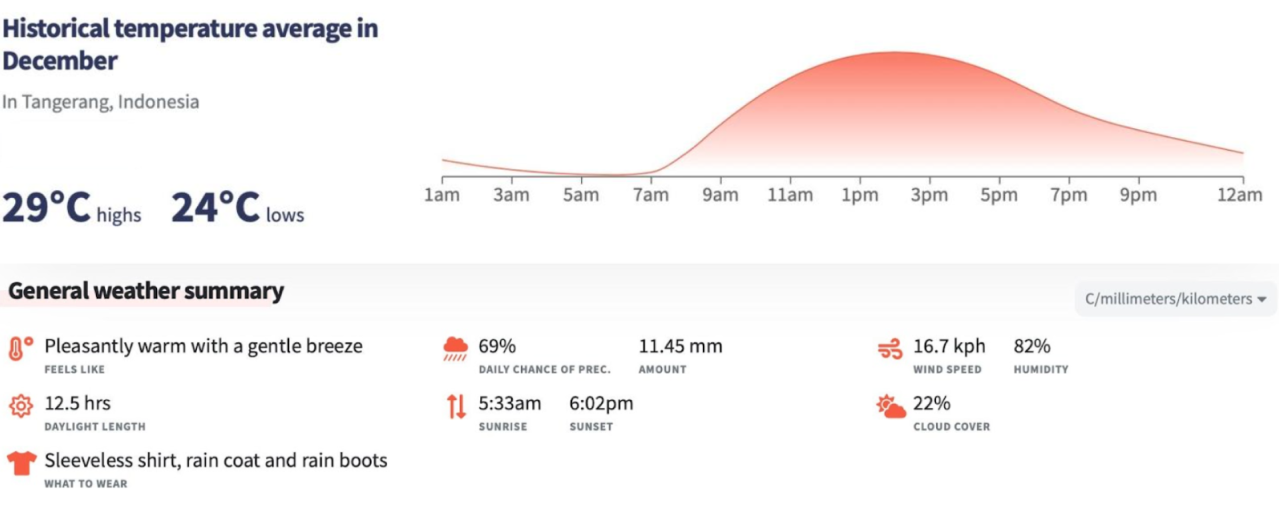 Historical temperature average in
December
In Tangerang, Indonesia
29°C highs 24°C lows
1am 3am 5am 7am 9am 11am 1pm 3pm 5pm 7pm 9pm 12am
General weather summary
C/millimeters/kilometers
Pleasantly warm with a gentle breeze
FEELS LIKE
69% 11.45 mm
DAILY CHANCE OF PREC. AMOUNT
16.7 kph 82%
WIND SPEED HUMIDITY
12.5 hrs
DAYLIGHT LENGTH
5:33am 6:02pm
SUNRISE SUNSET
22%
CLOUD COVER
Sleeveless shirt, rain coat and rain boots
WHAT TO WEAR